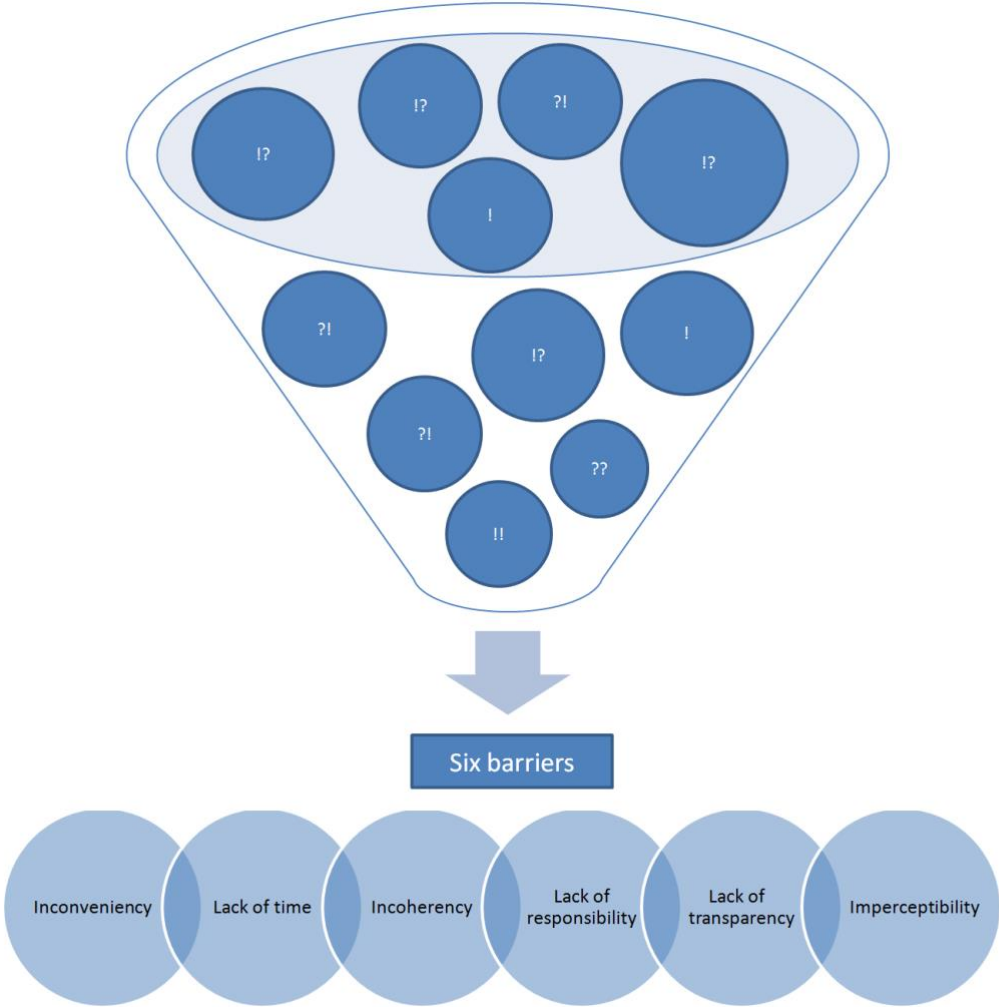 !?
!?
?!
!?
!
?!
!?
!
?!
??
!!
Six barriers
Inconveniency
Lack of time
Incoherency
Lack of
responsibility
Lack of
transparency
Imperceptibility